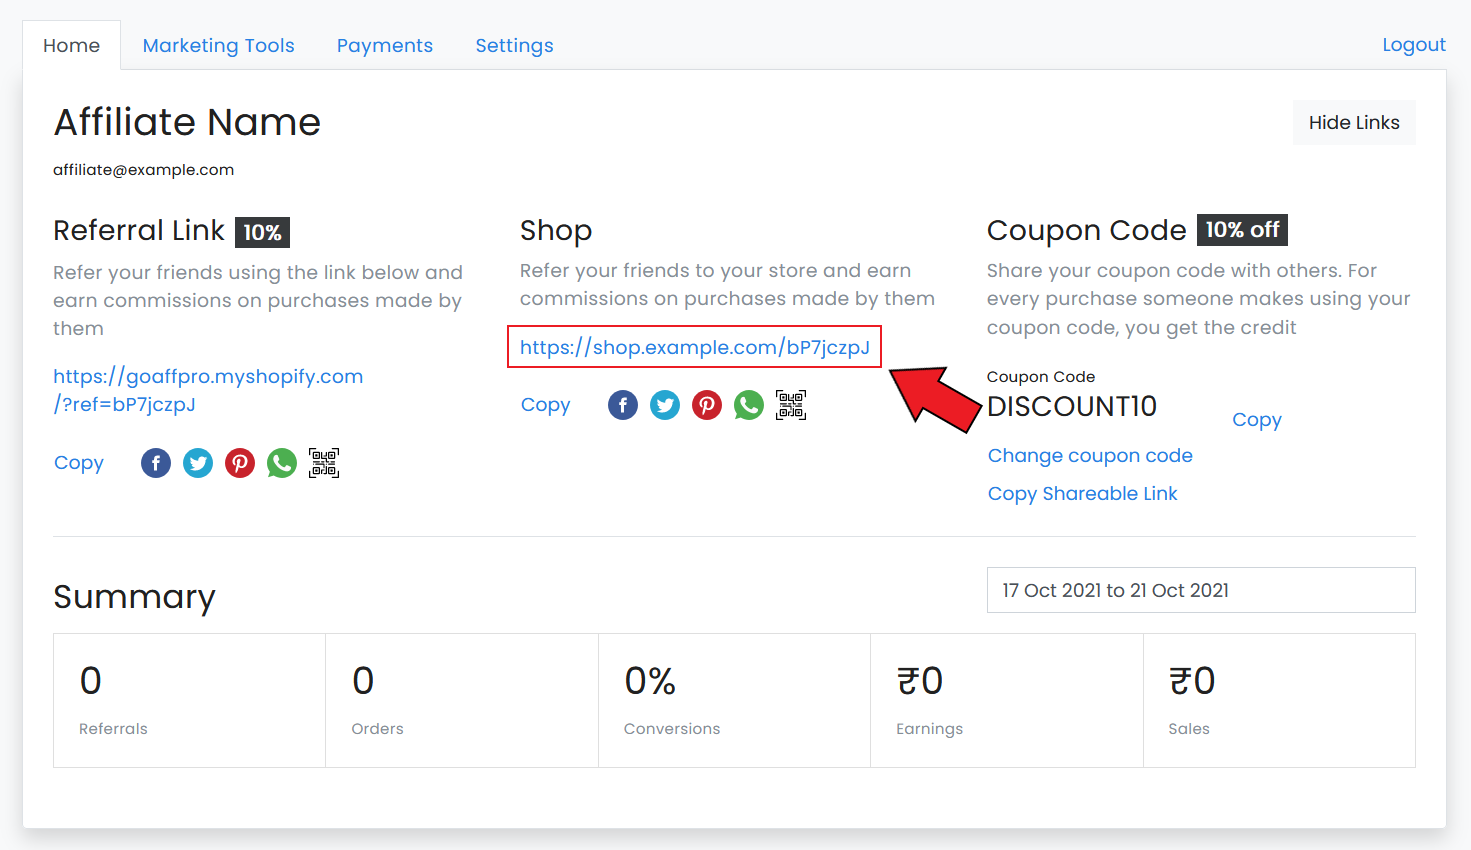 Home
Marketing Tools
Payments
Settings
Logout
Affiliate Name
Hide Links
affiliate@example.com
Referral Link 10%
Refer your friends using the link below and
earn commissions on purchases made by
them
https://goaffpro.myshopify.com
/?ref=bP7jczpJ
Copy
Shop
Refer your friends to your store and earn
commissions on purchases made by them
https://shop.example.com/bP7jczpJ
Copy
Coupon Code 10% off
Share your coupon code with others. For
every purchase someone makes using your
coupon code, you get the credit
Coupon Code
DISCOUNT10
Copy
Change coupon code
Copy Shareable Link
Summary
17 Oct 2021 to 21 Oct 2021
0
Referrals
0
Orders
0%
Conversions
₹0
Earnings
₹0
Sales